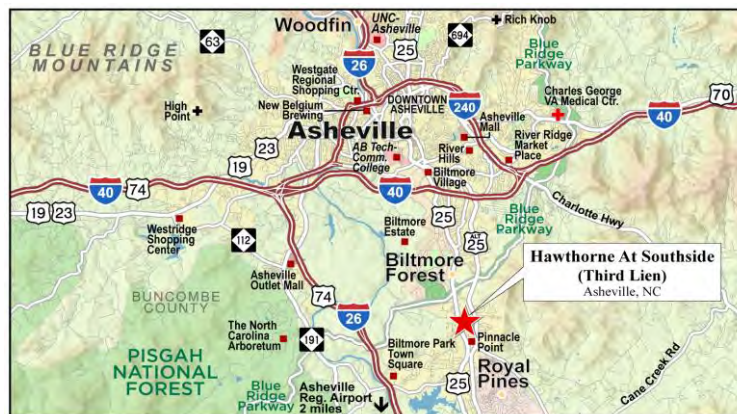 Woodfin
UNC-
Asheville
Rich Knob
63
26
25
694
BLUE RIDGE
MOUNTAINS
Westgate
Regional
Shopping Ctr.
Blue
Ridge
Parkway
High
Point
New Belgium
Brewing
DOWNTOWN
ASHEVILLE
240
Asheville
Mall
Charles George
VA Medical Ctr.
70
40
Asheville
AB Tech-
Comm.
College
River
Hills
River Ridge
Market
Place
Biltmore
Village
23
19
40
74
40
Charlotte Hwy
19
23
Westridge
Shopping
Center
112
Biltmore
Estate
25
ALT
25
Blue
Ridge
Parkway
Biltmore
Forest
Hawthorne At Southside
(Third Lien)
Asheville, NC
Asheville
Outlet Mall
74
26
BUNCOMBE
COUNTY
The North
Carolina
Arboretum
191
Biltmore Park
Town
Square
Pinnacle
Point
PISGAH
NATIONAL
FOREST
Royal
Pines
25
Cane Creek Rd
Blue
Ridge
Parkway
Asheville
Reg. Airport
2 miles